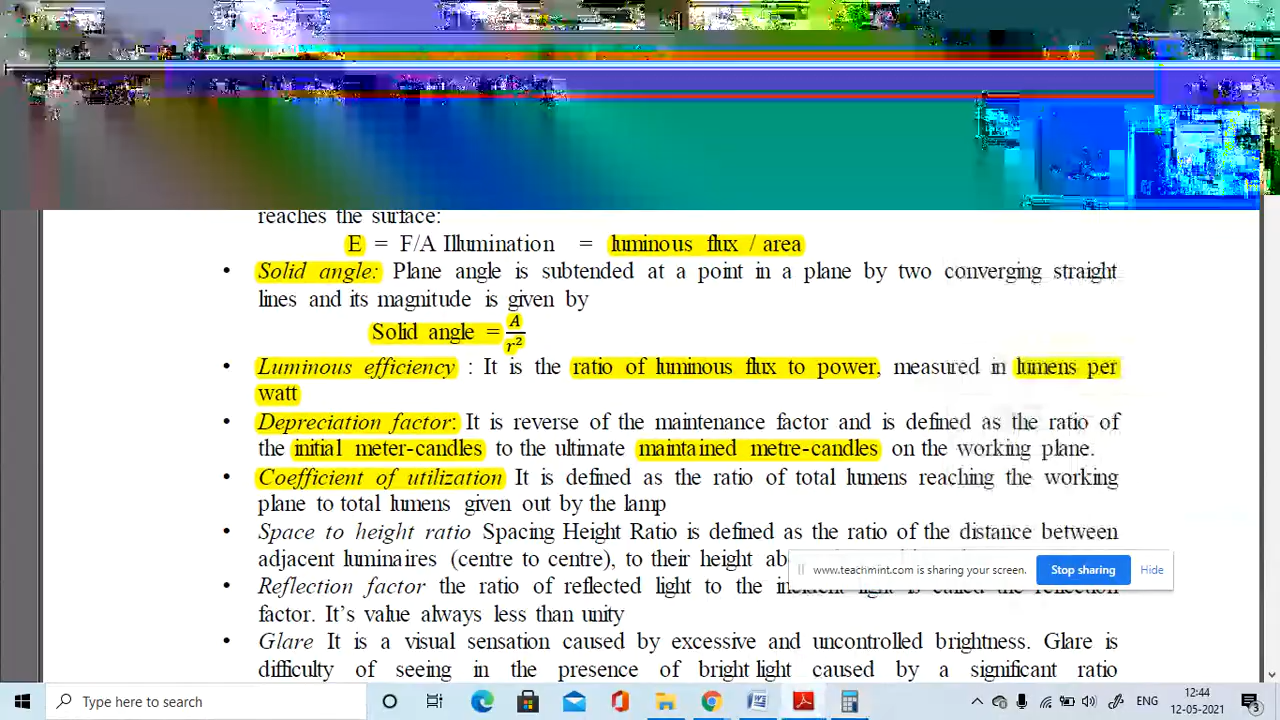 reaches the surface:
E = F/A Illumination = luminous flux / area
• Solid angle: Plane angle is subtended at a point in a plane by two converging straight
lines and its magnitude is given by
Solid angle = A/r²
• Luminous efficiency : It is the ratio of luminous flux to power, measured in lumens per
watt
• Depreciation factor: It is reverse of the maintenance factor and is defined as the ratio of
the initial meter-candles to the ultimate maintained metre-candles on the working plane.
• Coefficient of utilization It is defined as the ratio of total lumens reaching the working
plane to total lumens given out by the lamp
• Space to height ratio Spacing Height Ratio is defined as the ratio of the distance between
adjacent luminaires (centre to centre), to their height
www.teachmint.com is sharing your screen. Stop sharing Hide
• Reflection factor the ratio of reflected light to the incident light is called the reflection
factor. It’s value always less than unity
• Glare It is a visual sensation caused by excessive and uncontrolled brightness. Glare is
difficulty of seeing in the presence of bright light caused by a significant ratio
Type here to search
ENG
12:44
12-05-2021
3